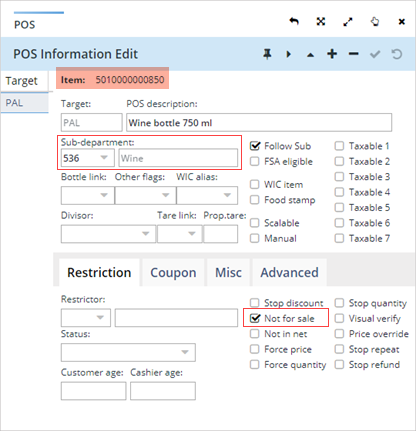 POS
POS Information Edit
Target
Item: 5010000000850
PAL
Target: POS description:
PAL Wine bottle 750 ml
Sub-department:
536 Wine
Follow Sub Taxable 1
FSA eligible Taxable 2
Bottle link: Other flags: WIC alias:
WIC item Taxable 3
Food stamp Taxable 4
Divisor: Tare link: Prop.tare:
Taxable 5
Scalable Taxable 6
Manual Taxable 7
Restriction Coupon Misc Advanced
Restrictor:
Stop discount Stop quantity
Not for sale Visual verify
Status:
Not in net Price override
Force price Stop repeat
Customer age: Cashier age:
Force quantity Stop refund